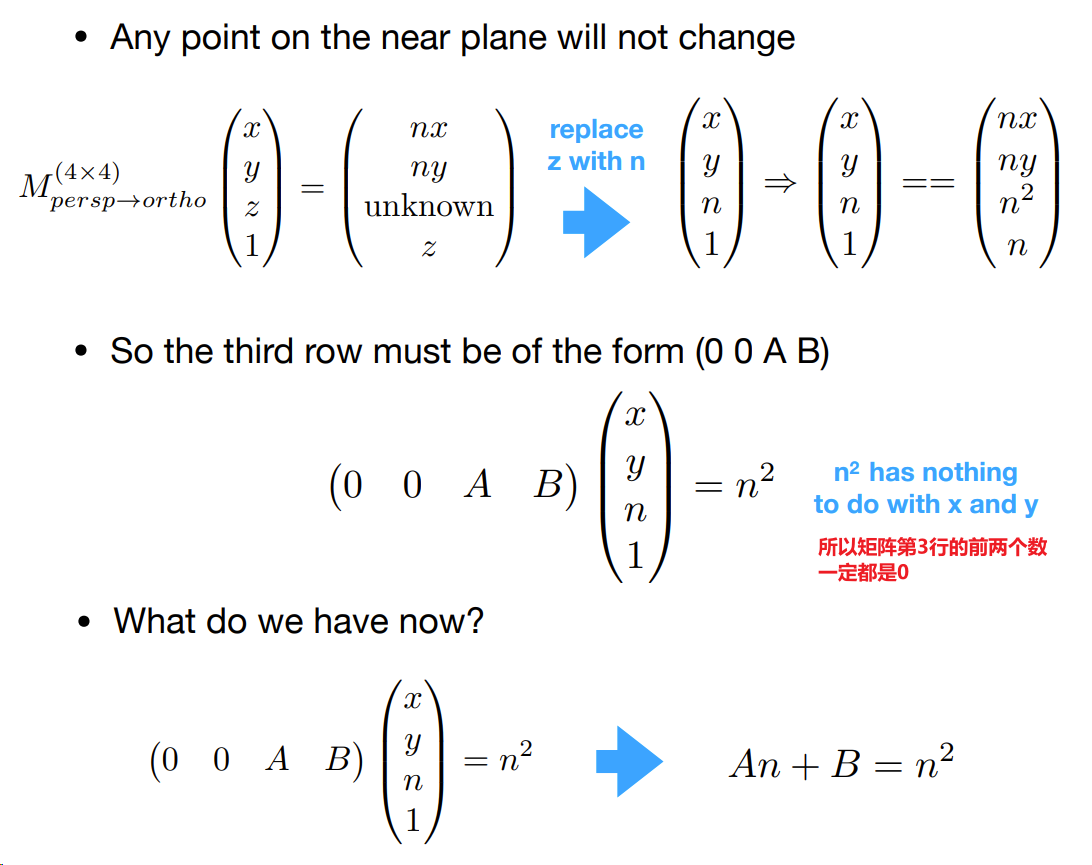 • Any point on the near plane will not change
$M_{persp \to ortho}^{(4 \times 4)} \begin{pmatrix} x \\ y \\ z \\ 1 \end{pmatrix} = \begin{pmatrix} nx \\ ny \\ \text{unknown} \\ z \end{pmatrix}$ replace z with n $\begin{pmatrix} x \\ y \\ n \\ 1 \end{pmatrix} \Rightarrow \begin{pmatrix} x \\ y \\ n \\ 1 \end{pmatrix} == \begin{pmatrix} nx \\ ny \\ n^2 \\ n \end{pmatrix}$
• So the third row must be of the form (0 0 A B)
$\begin{pmatrix} 0 & 0 & A & B \end{pmatrix} \begin{pmatrix} x \\ y \\ n \\ 1 \end{pmatrix} = n^2$
n² has nothing
to do with x and y
所以矩阵第3行的前两个数
一定都是0
• What do we have now?
$\begin{pmatrix} 0 & 0 & A & B \end{pmatrix} \begin{pmatrix} x \\ y \\ n \\ 1 \end{pmatrix} = n^2$ $An + B = n^2$